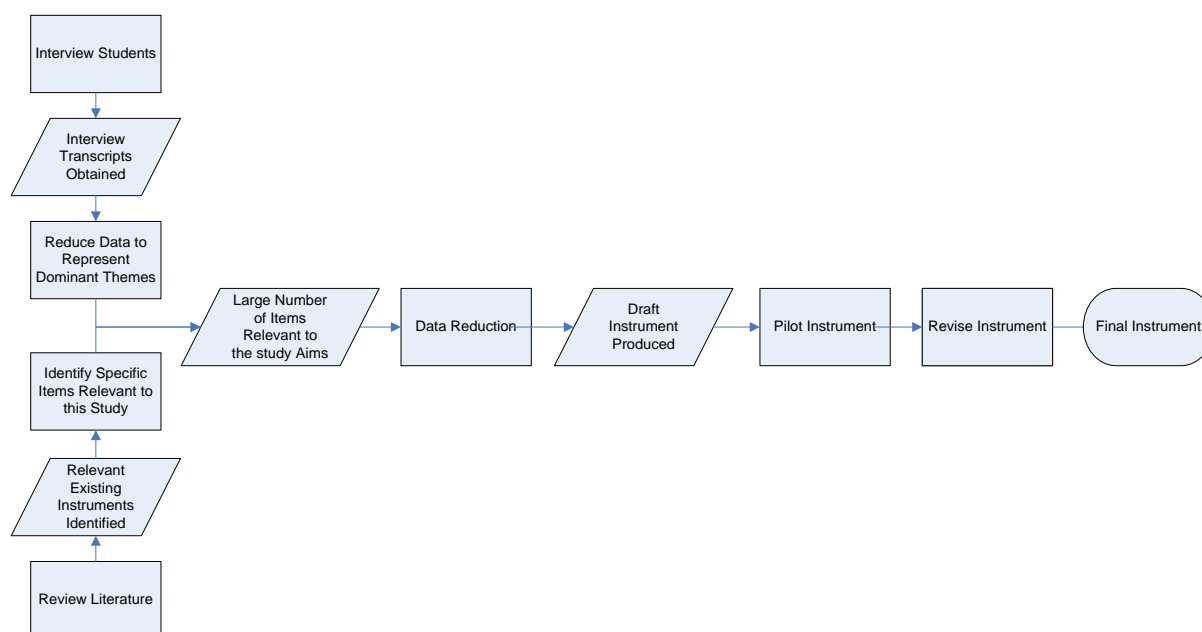 Interview Students
Interview
Transcripts
Obtained
Reduce Data to
Represent
Dominant Themes
Large Number
of Items
Relevant to
the study Aims
Data Reduction
Draft
Instrument
Produced
Pilot Instrument
Revise Instrument
Final Instrument
Identify Specific
Items Relevant to
this Study
Relevant
Existing
Instruments
Identified
Review Literature